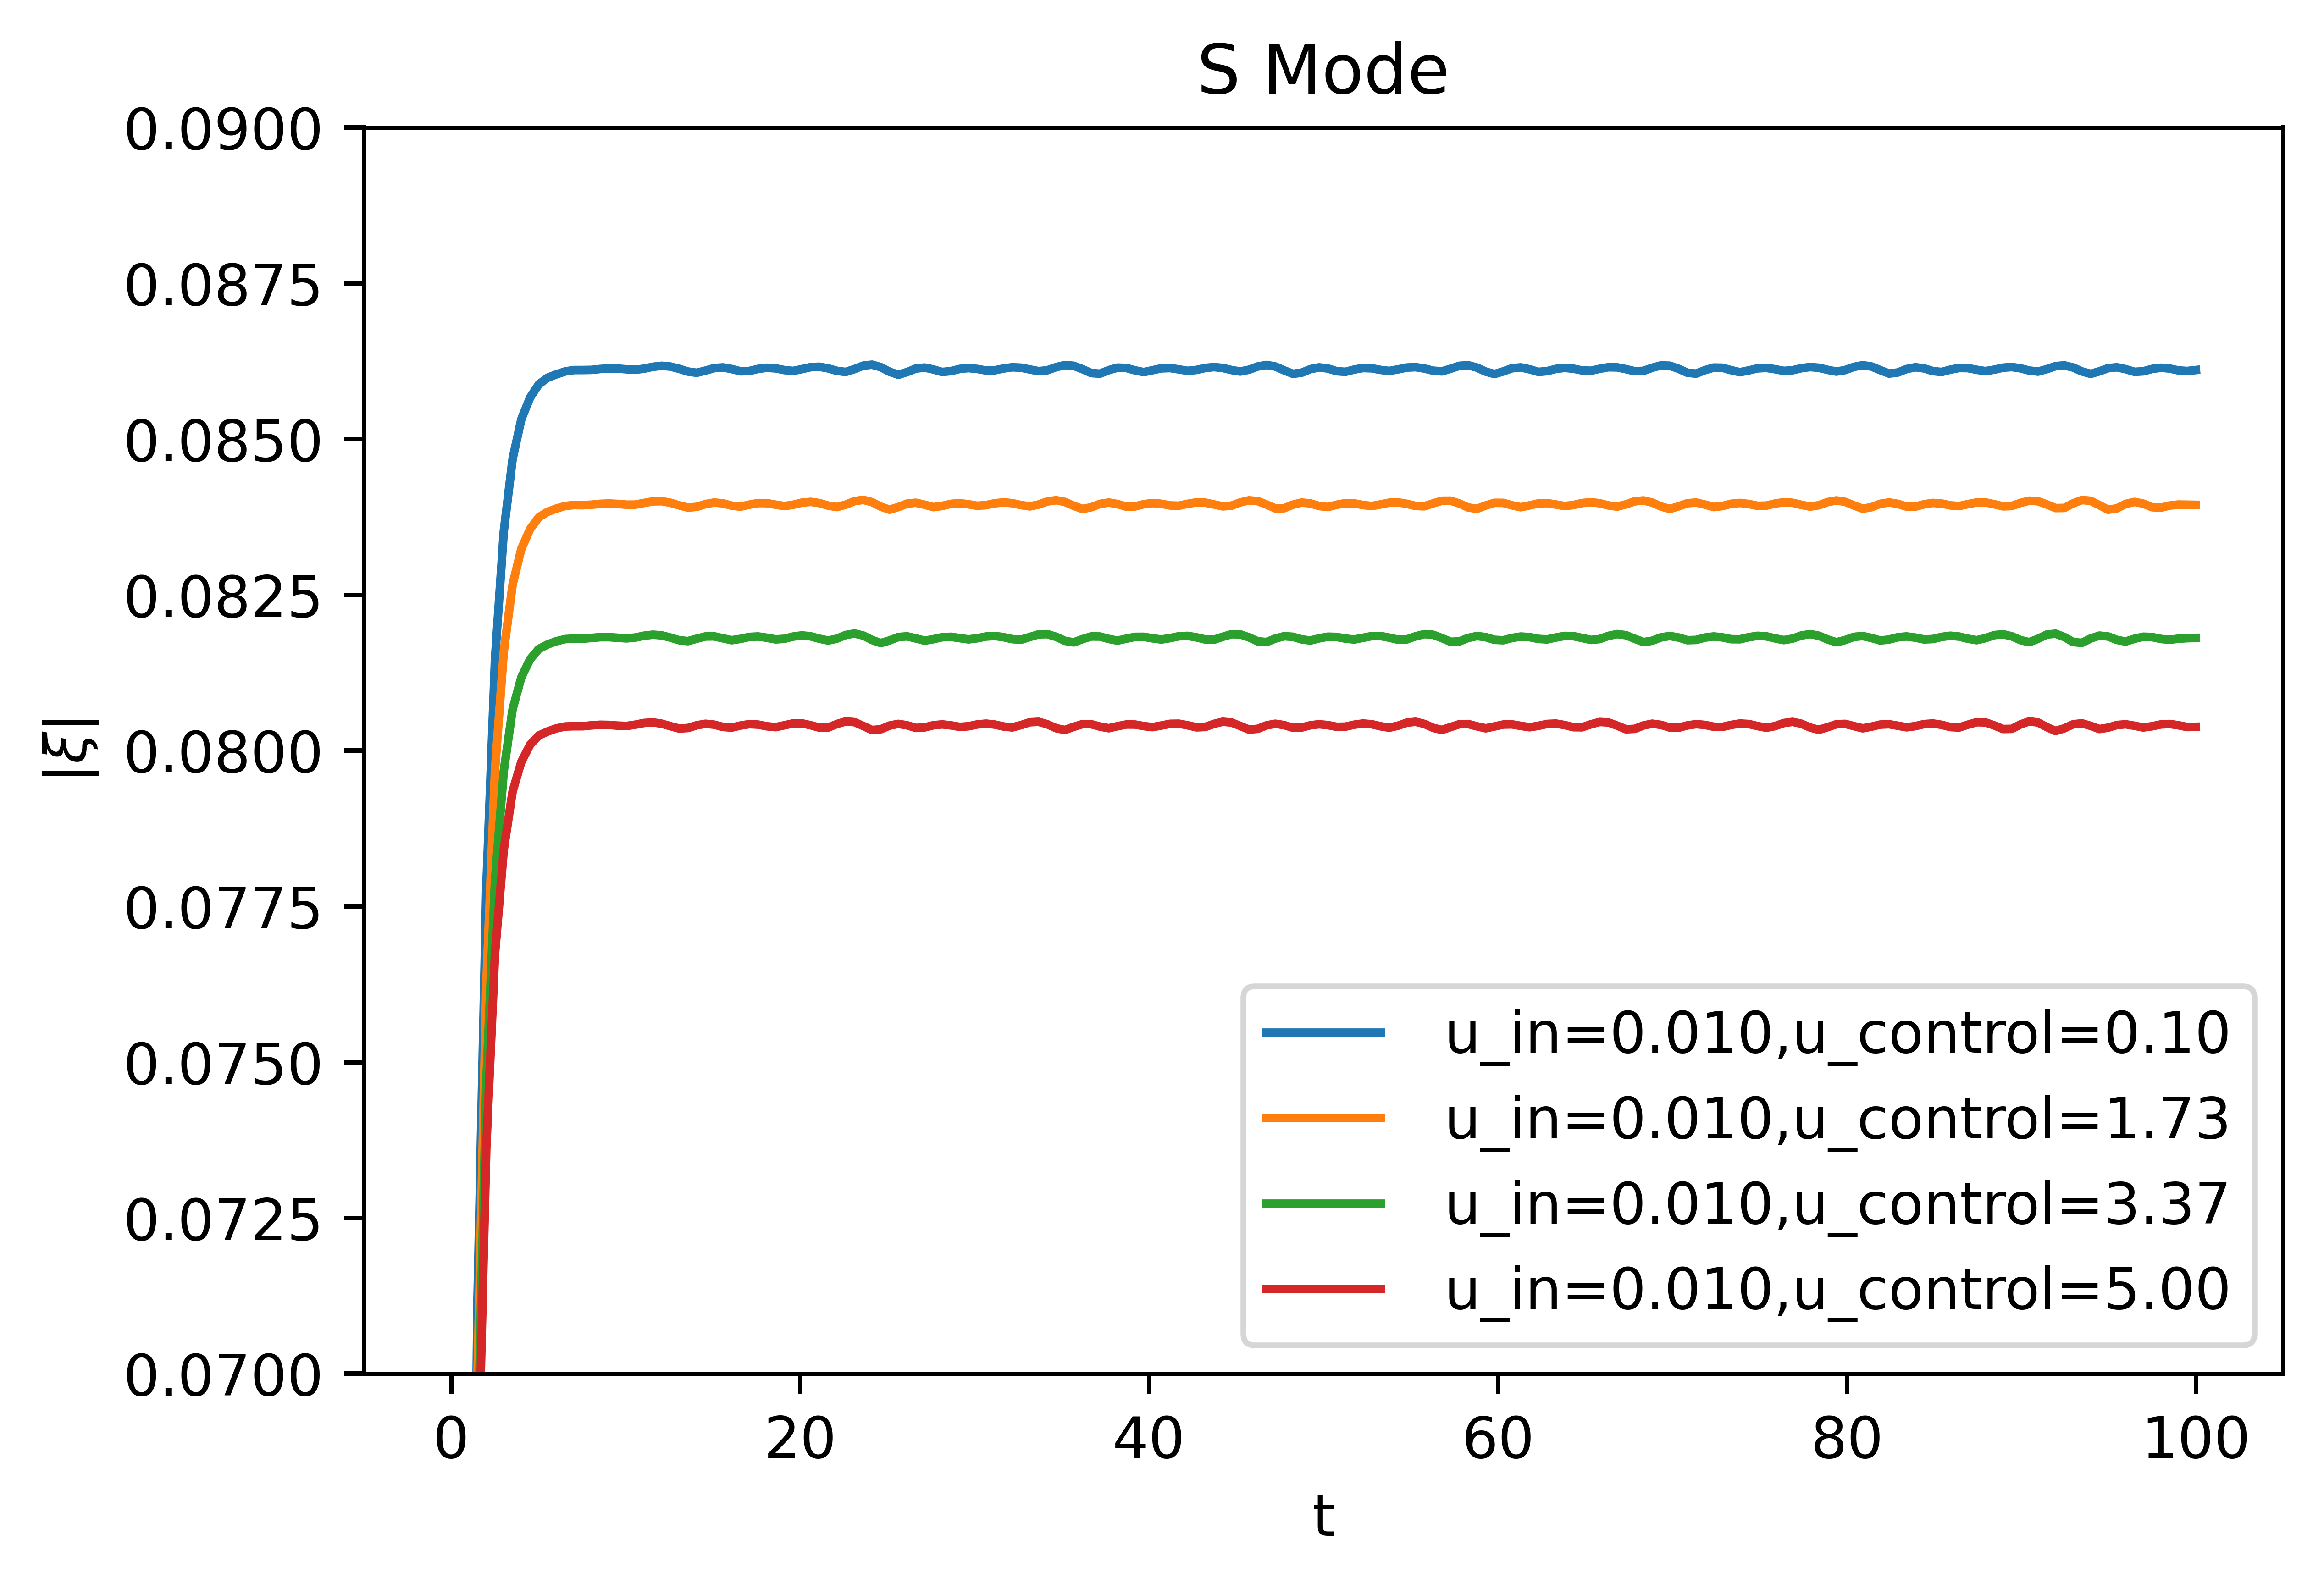 S Mode
0.0900
0.0875
0.0850
0.0825
0.0800
0.0775
0.0750
0.0725
0.0700
|ξ|
u_in=0.010,u_control=0.10
u_in=0.010,u_control=1.73
u_in=0.010,u_control=3.37
u_in=0.010,u_control=5.00
0 20 40 60 80 100
t